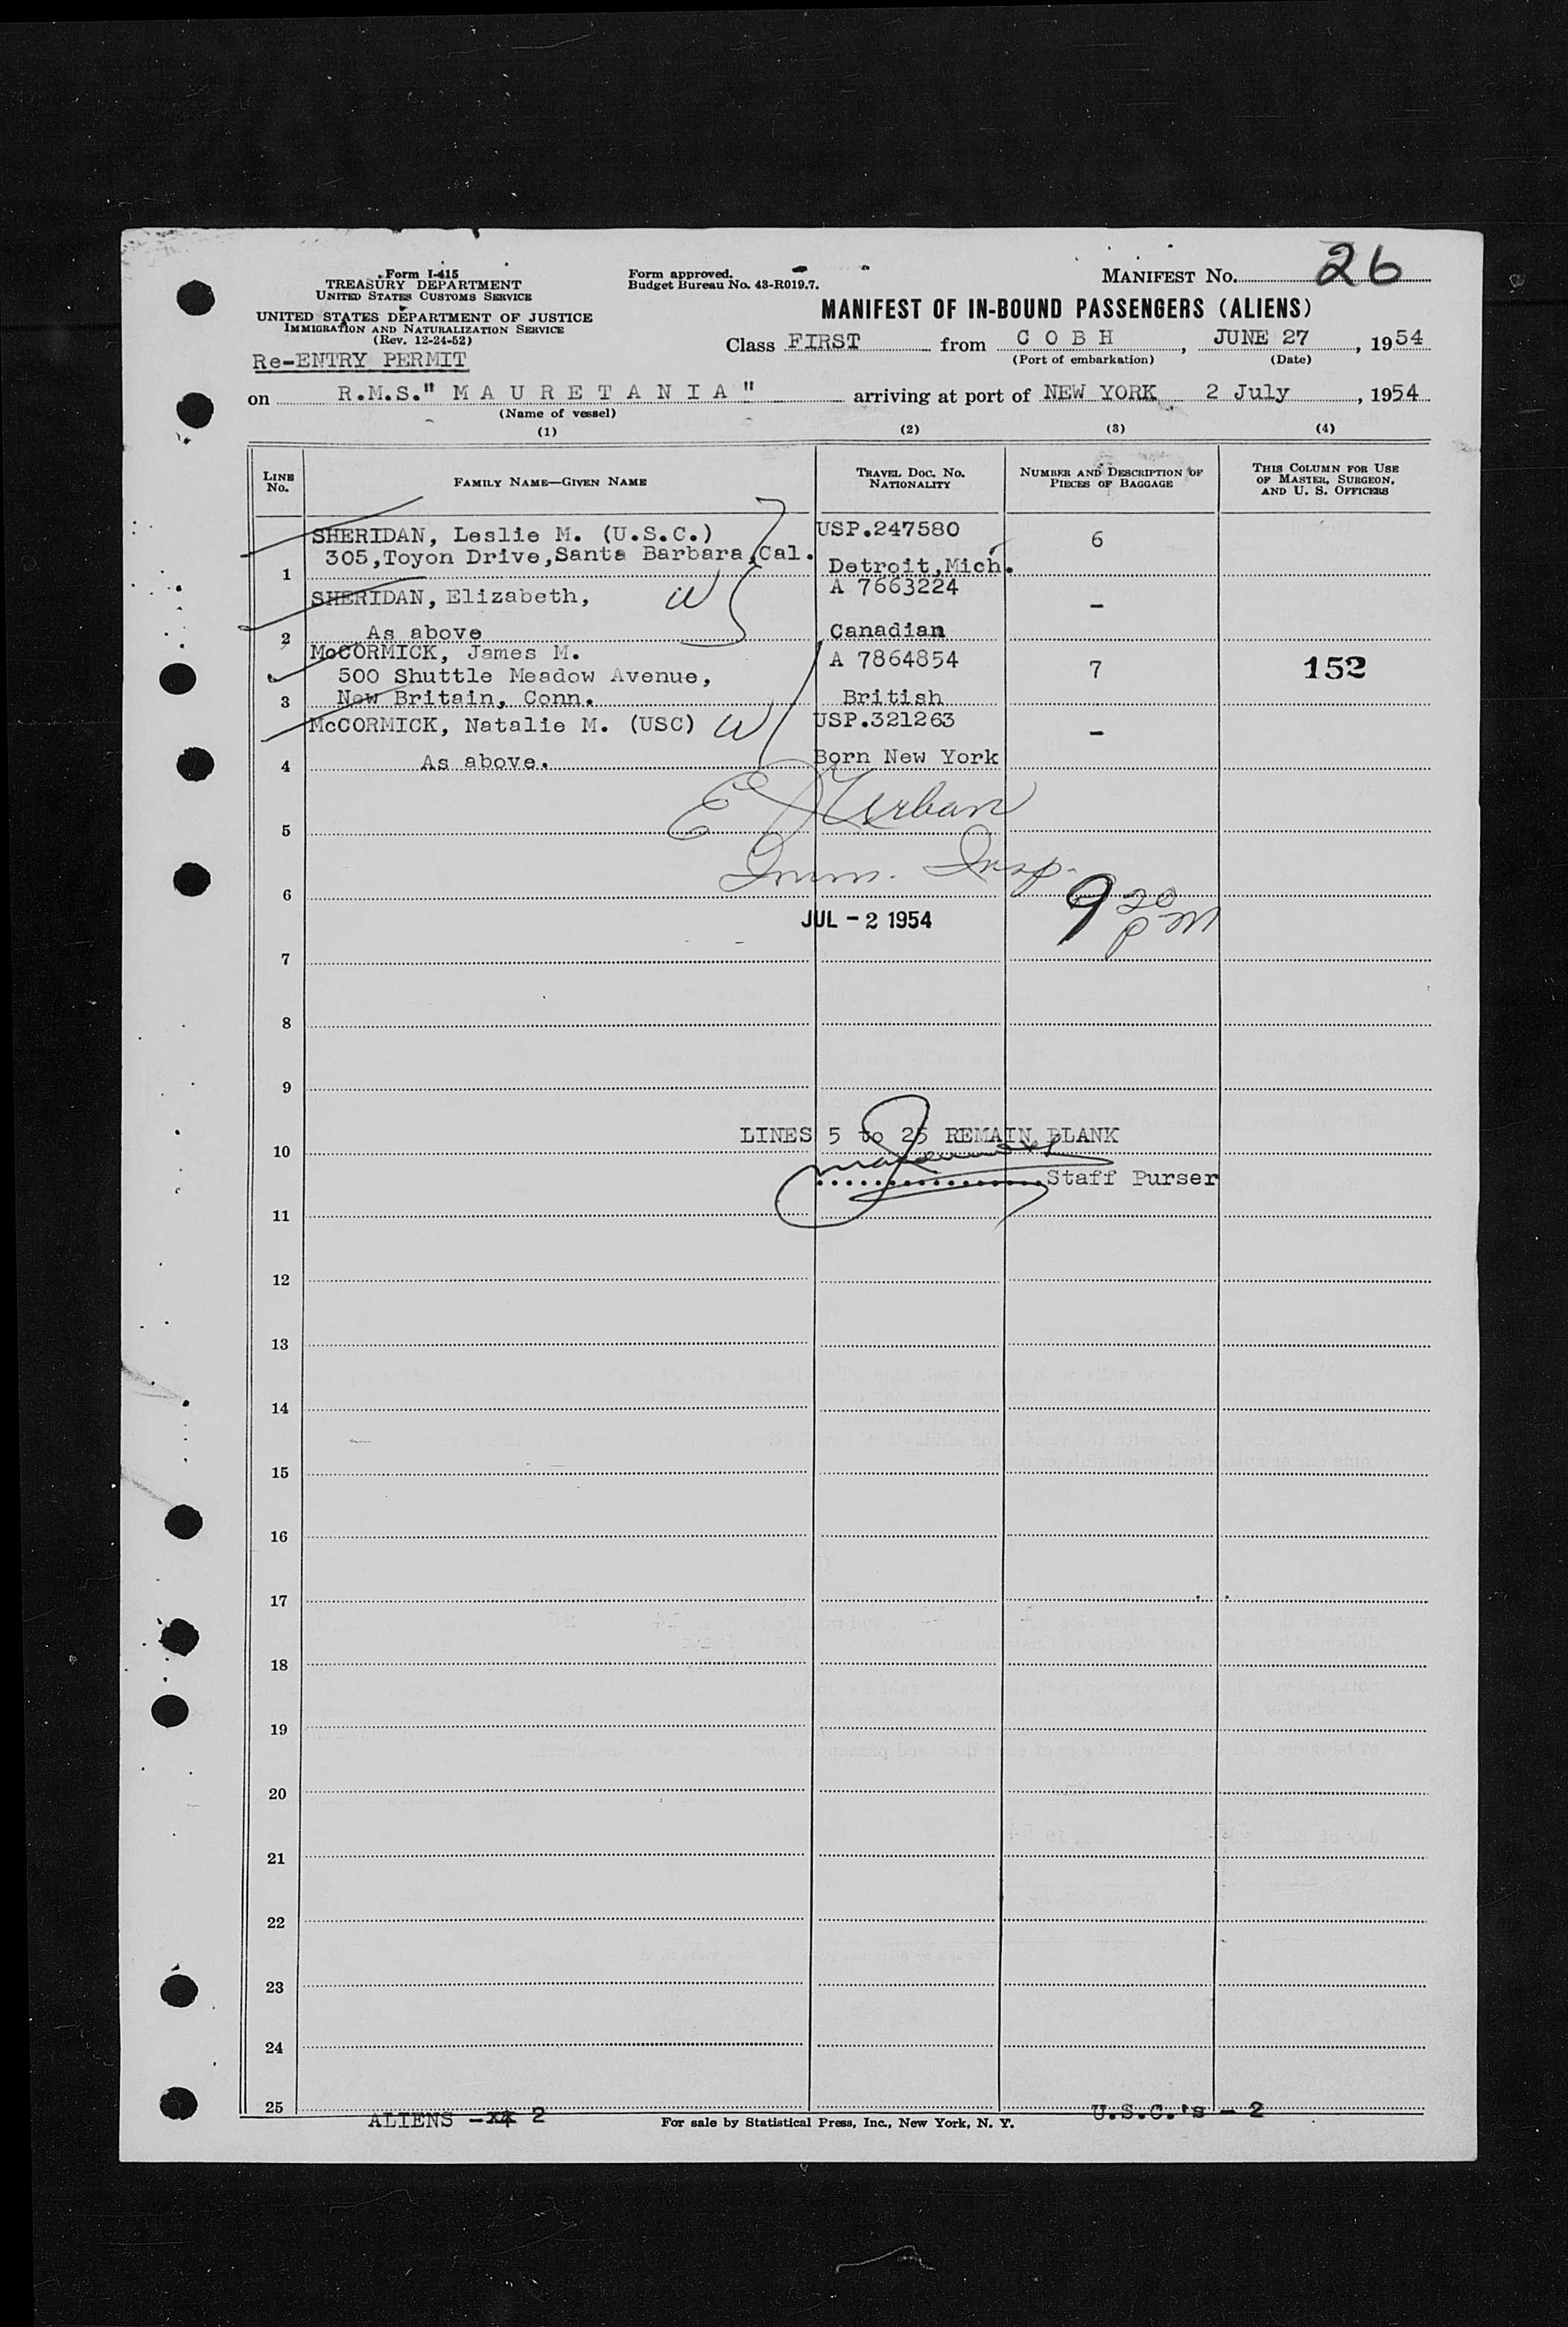 Form I-415
TREASURY DEPARTMENT
UNITED STATES CUSTOMS SERVICE
UNITED STATES DEPARTMENT OF JUSTICE
IMMIGRATION AND NATURALIZATION SERVICE
(Rev. 12-24-52)
Re-ENTRY PERMIT
Form approved.
Budget Bureau No. 43-R019.7.
MANIFEST No. 26
MANIFEST OF IN-BOUND PASSENGERS (ALIENS)
Class FIRST from C O B H, JUNE 27, 1954
(Port of embarkation) (Date)
on R.M.S." M A U R E T A N I A " arriving at port of NEW YORK 2 July, 1954
(Name of vessel)
(1) (2) (3) (4)
LINE No. FAMILY NAME—GIVEN NAME TRAVEL DOC. NO. NATIONALITY NUMBER AND DESCRIPTION OF PIECES OF BAGGAGE THIS COLUMN FOR USE OF MASTER, SURGEON, AND U. S. OFFICERS
SHERIDAN, Leslie M. (U.S.C.) USP.247580 6
305,Toyon Drive,Santa Barbara,Cal.
1 Detroit,Mich.
SHERIDAN, Elizabeth, W A 7663224 -
2 As above Canadian
McCORMICK, James M. A 7864854 7 152
500 Shuttle Meadow Avenue,
3 New Britain, Conn. British
McCORMICK, Natalie M. (USC) W USP.321263 -
4 As above. Born New York
E J Urban
5
Imm. Insp.
6
JUL - 2 1954 9 20 PM
7
8
9
LINES 5 to 25 REMAIN BLANK
10
Staff Purser
11
12
13
14
15
16
17
18
19
20
21
22
23
24
25
ALIENS - x4 2 For sale by Statistical Press, Inc., New York, N. Y. U.S.C.'s - 2